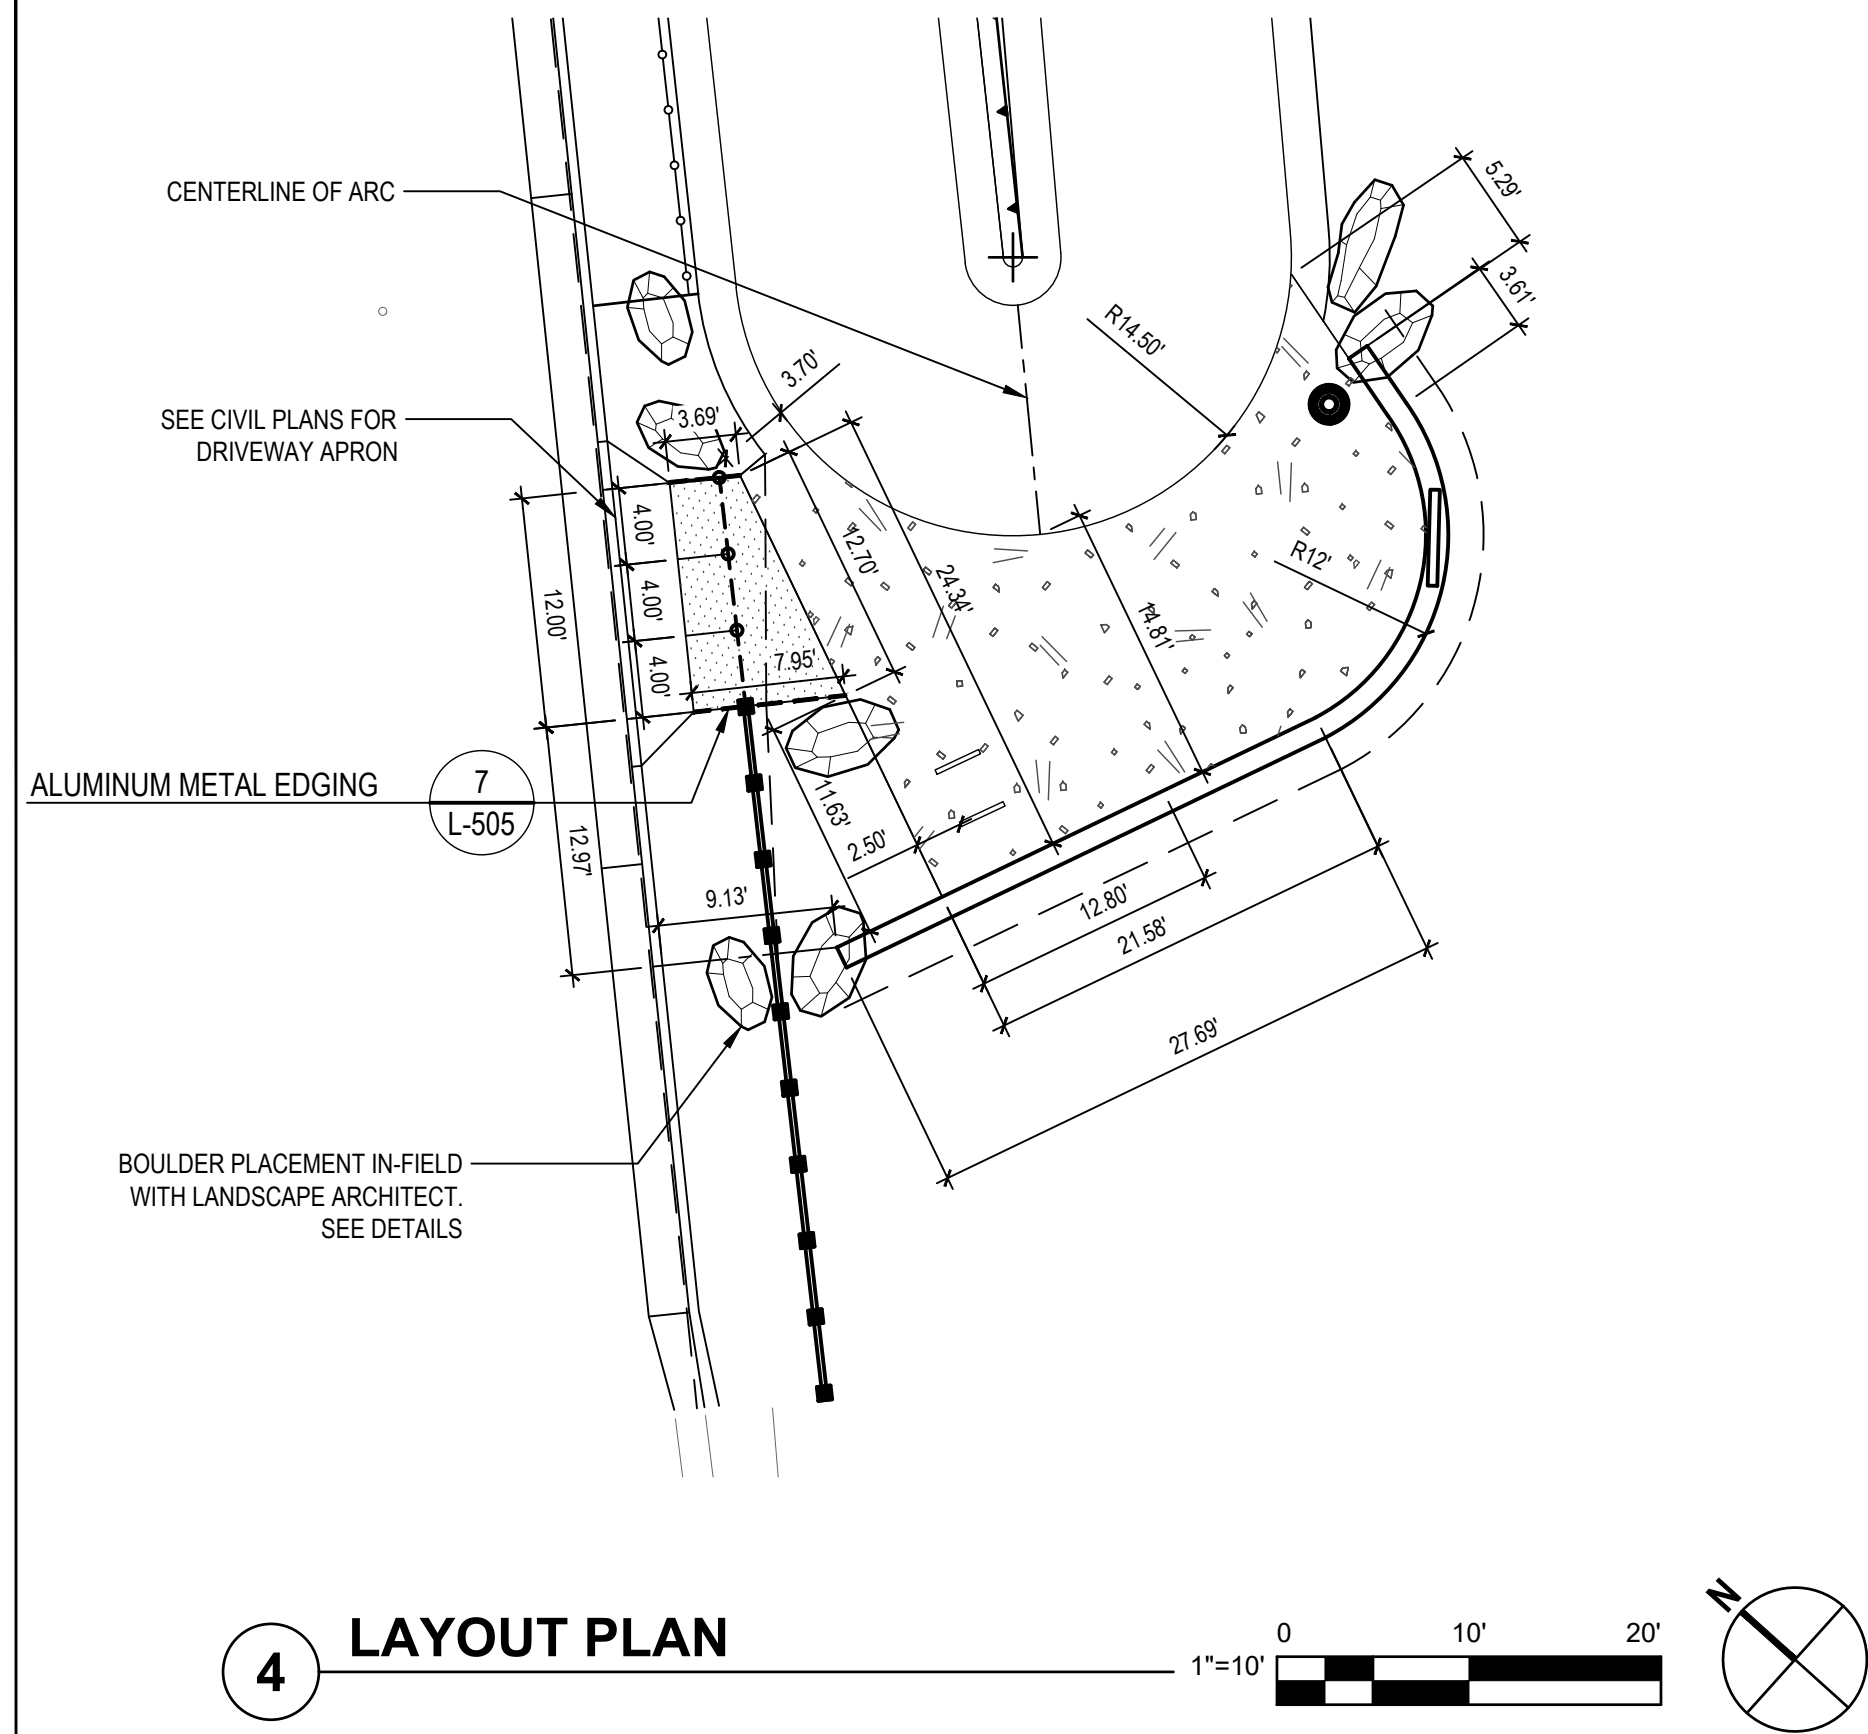 CENTERLINE OF ARC
5.29'
3.61'
R14.50'
3.70'
3.69'
SEE CIVIL PLANS FOR
DRIVEWAY APRON
4.00'
12.70'
24.34'
R12'
12.00'
4.00'
14.81'
4.00'
7.95'
ALUMINUM METAL EDGING
7
L-505
11.63'
2.50'
12.97'
9.13'
12.80'
21.58'
27.69'
BOULDER PLACEMENT IN-FIELD
WITH LANDSCAPE ARCHITECT.
SEE DETAILS
4
LAYOUT PLAN
1"=10'
0 10' 20'
N